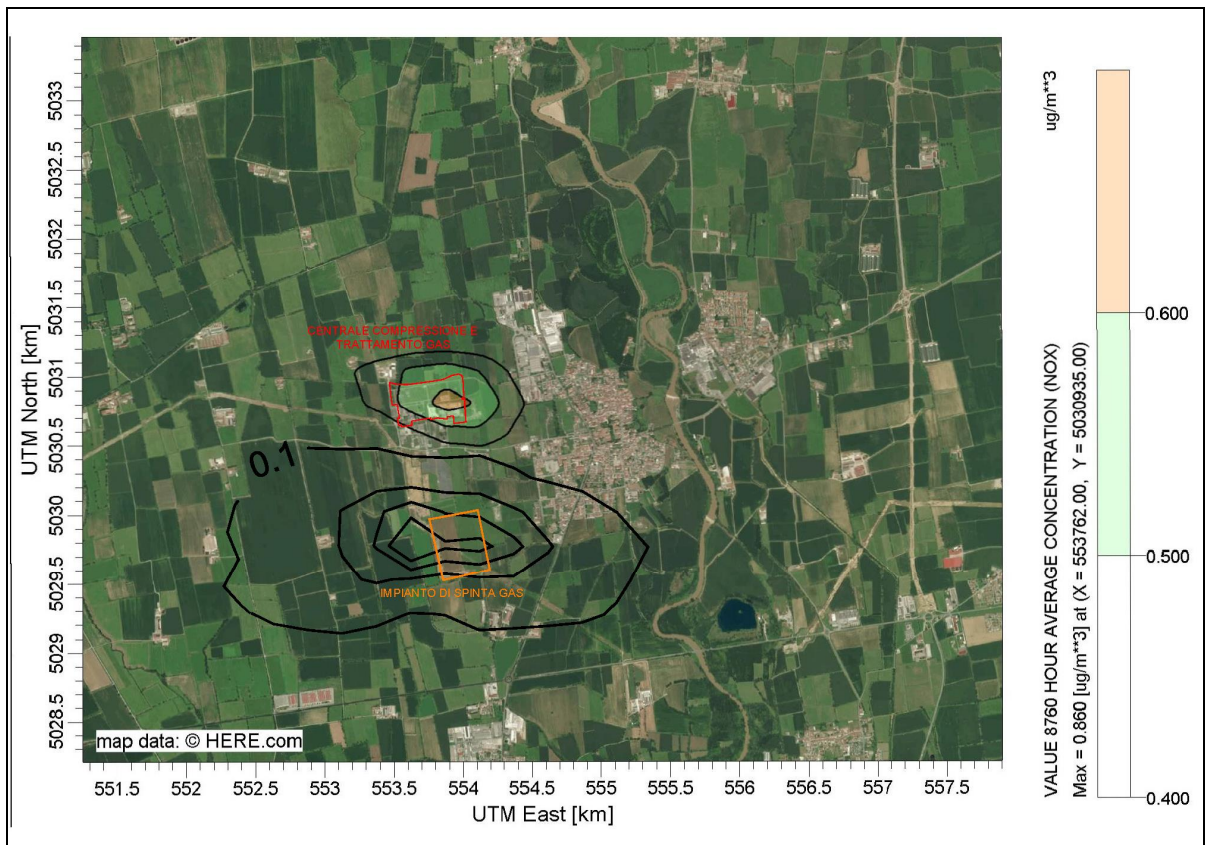 UTM North [km]
5033
5032.5
5032
5031.5
5031
5030.5
5030
5029.5
5029
5028.5
CENTRALE COMPRESSIONE E
TRATTAMENTO GAS
0.1
IMPIANTO DI SPINTA GAS
map data: © HERE.com
551.5 552 552.5 553 553.5 554 554.5 555 555.5 556 556.5 557 557.5
UTM East [km]
VALUE 8760 HOUR AVERAGE CONCENTRATION (NOX) ug/m**3
Max = 0.860 [ug/m**3] at (X = 553762.00, Y = 5030935.00)
0.600
0.500
0.400